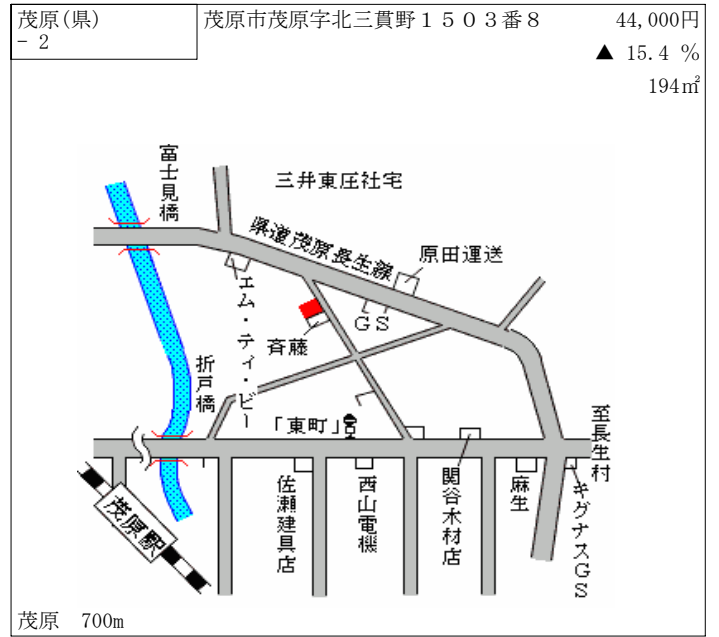 茂原(県)
- 2
茂原市茂原字北三貫野１５０３番８
44,000円
▲ 15.4 %
194㎡
富士見橋
三井東圧社宅
県道茂原長生線
原田運送
エム・ティ・ビー
GS
斉藤
折戸橋
「東町」
至長生村
茂原駅
佐瀬建具店
西山電機
関谷木材店
麻生
キグナスGS
茂原 700m